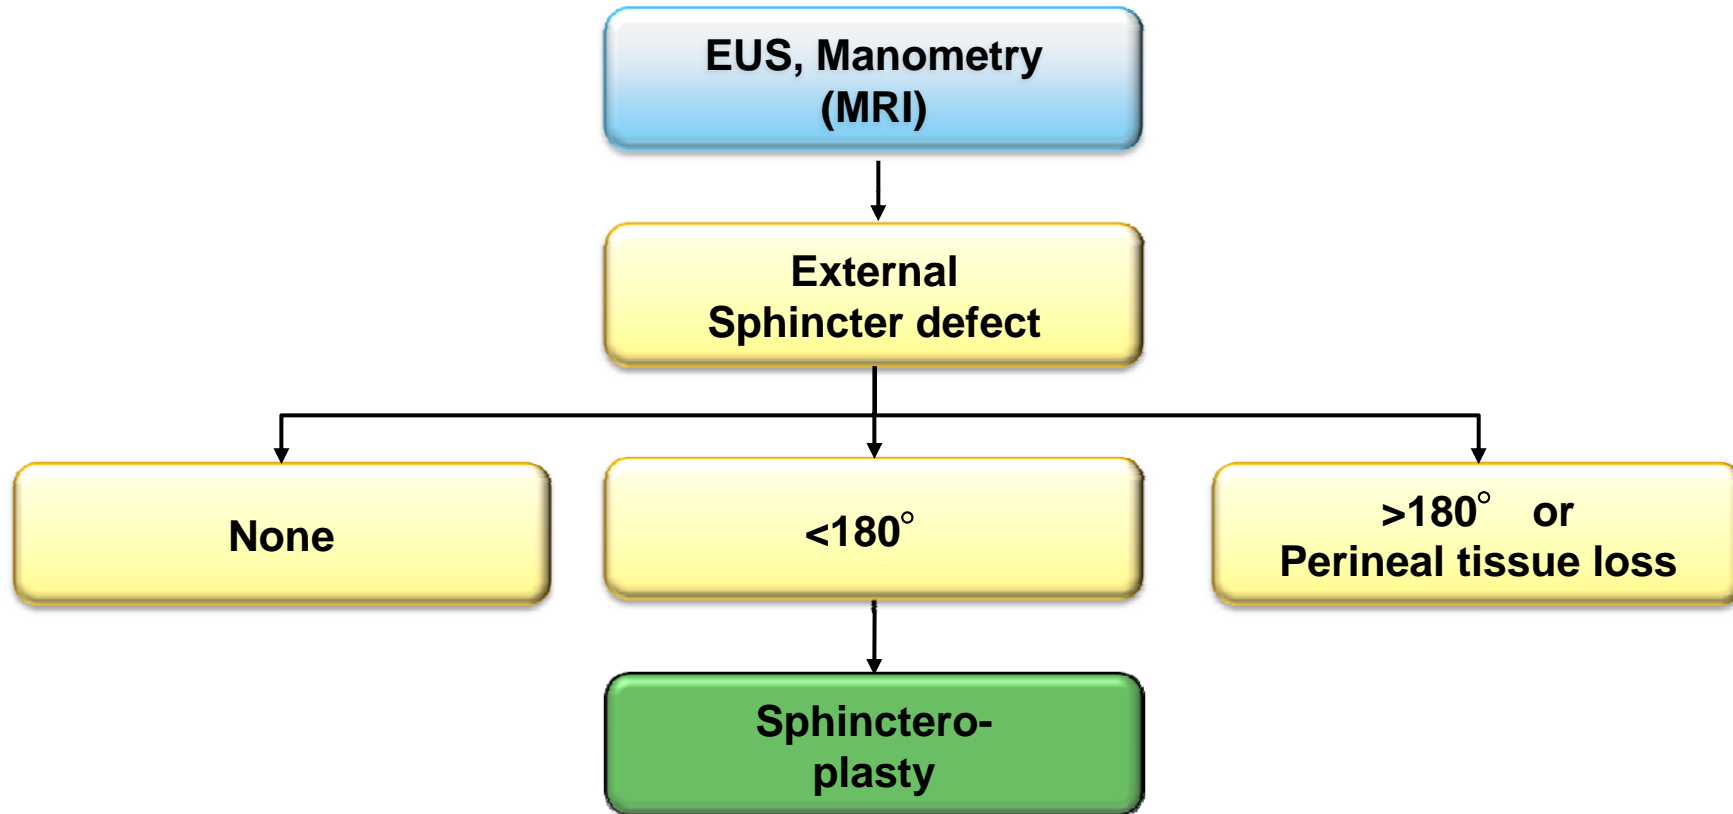 EUS, Manometry
(MRI)
External
Sphincter defect
None
<180°
>180° or
Perineal tissue loss
Sphinctero-
plasty